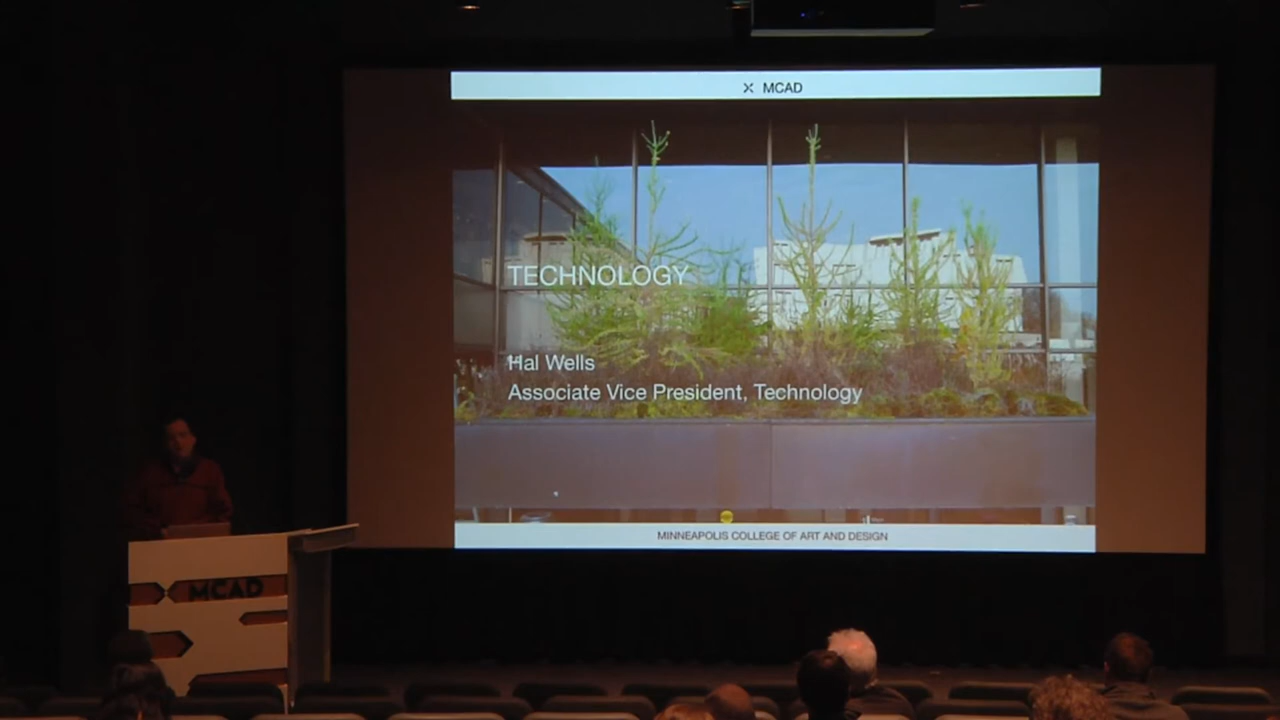 MCAD
TECHNOLOGY
Hal Wells
Associate Vice President, Technology
MINNEAPOLIS COLLEGE OF ART AND DESIGN
MCAD